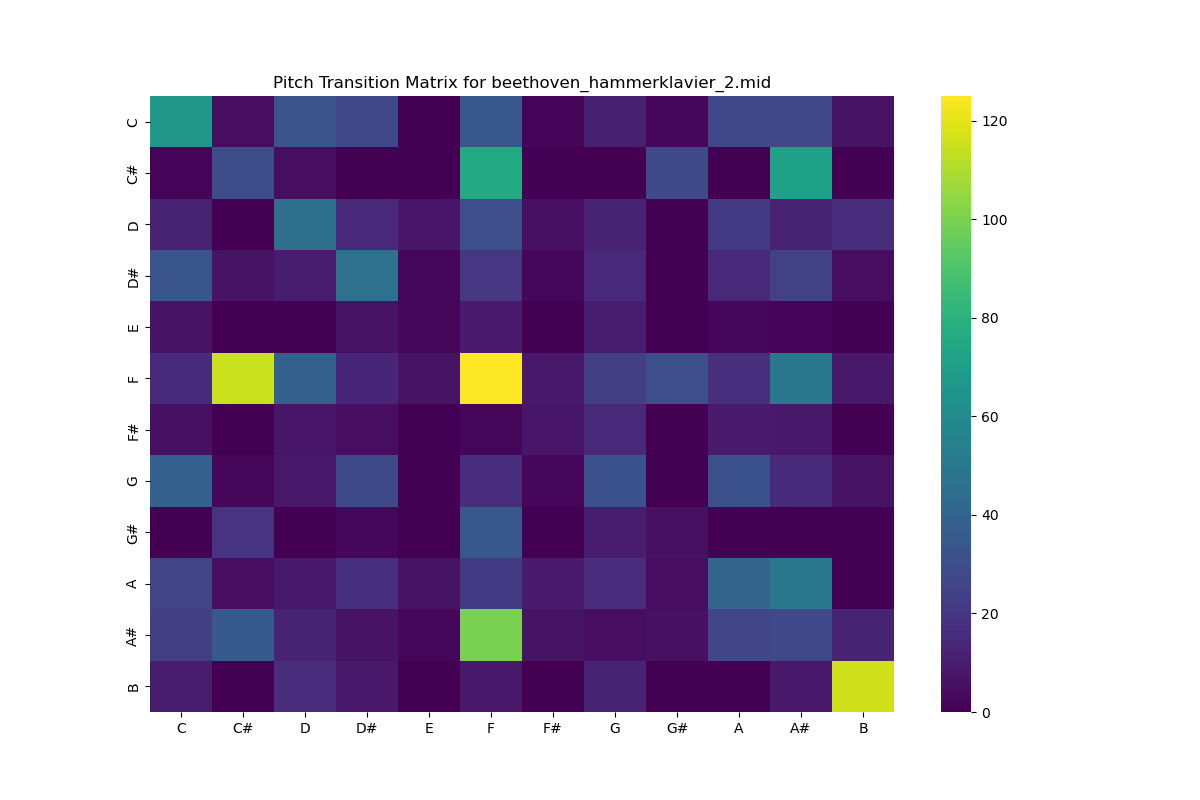 Pitch Transition Matrix for beethoven_hammerklavier_2.mid
C
C#
D
D#
E
F
F#
G
G#
A
A#
B
C C# D D# E F F# G G# A A# B
120
100
80
60
40
20
0